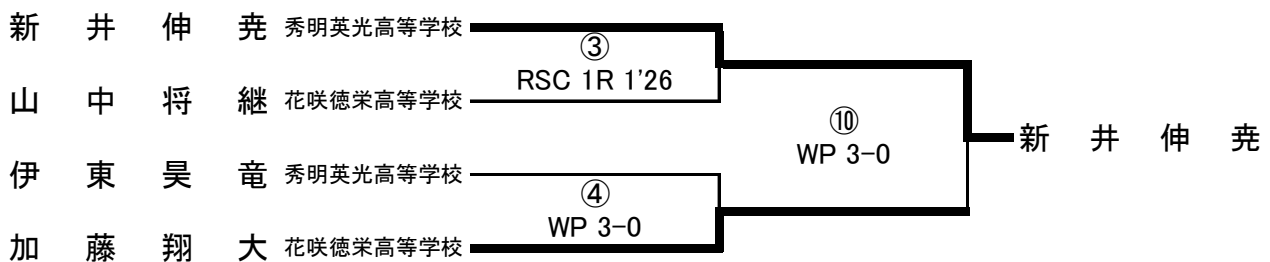 新井伸尭 秀明英光高等学校
③
RSC 1R 1'26
山中将継 花咲徳栄高等学校
⑩
WP 3-0
新井伸尭
伊東昊竜 秀明英光高等学校
④
WP 3-0
加藤翔大 花咲徳栄高等学校